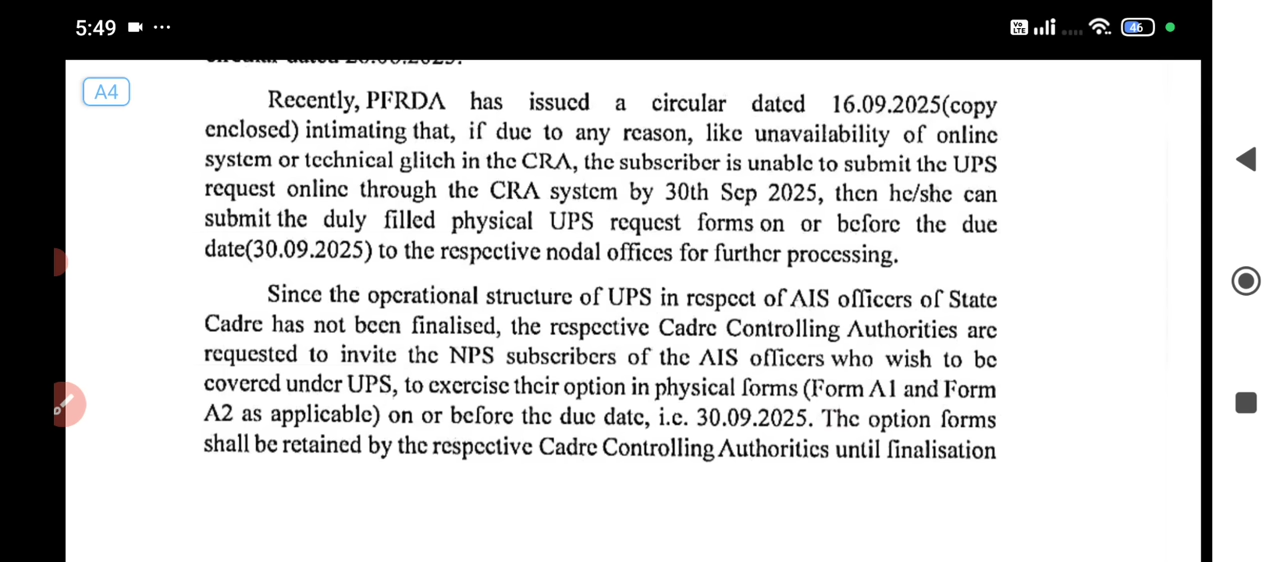 5:49 ...
Vo LTE 46
circular dated 26.08.2025.
A4
Recently, PFRDA has issued a circular dated 16.09.2025(copy
enclosed) intimating that, if due to any reason, like unavailability of online
system or technical glitch in the CRA, the subscriber is unable to submit the UPS
request online through the CRA system by 30th Sep 2025, then he/she can
submit the duly filled physical UPS request forms on or before the due
date(30.09.2025) to the respective nodal offices for further processing.
Since the operational structure of UPS in respect of AIS officers of State
Cadre has not been finalised, the respective Cadre Controlling Authorities are
requested to invite the NPS subscribers of the AIS officers who wish to be
covered under UPS, to exercise their option in physical forms (Form A1 and Form
A2 as applicable) on or before the due date, i.e. 30.09.2025. The option forms
shall be retained by the respective Cadre Controlling Authorities until finalisation